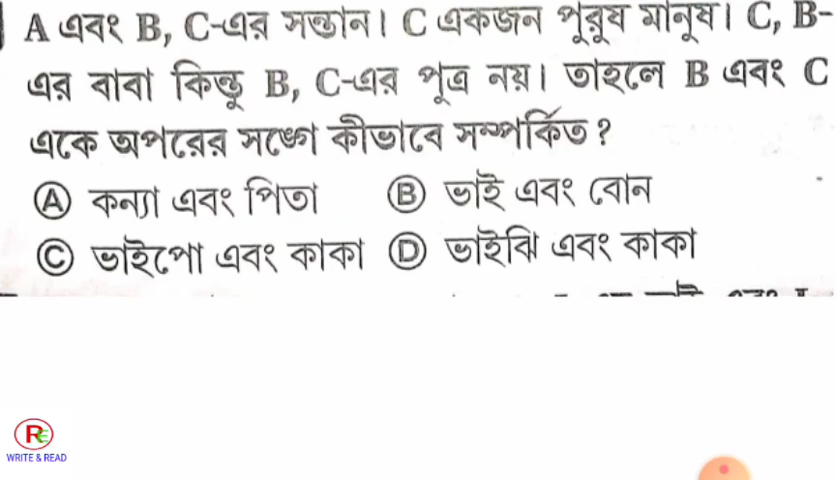 A এবং B, C-এর সন্তান। C একজন পুরুষ মানুষ। C, B-
এর বাবা কিন্তু B, C-এর পুত্র নয়। তাহলে B এবং C
একে অপরের সঙ্গে কীভাবে সম্পর্কিত?
Ⓐ কন্যা এবং পিতা Ⓑ ভাই এবং বোন
Ⓒ ভাইপো এবং কাকা Ⓓ ভাইঝি এবং কাকা
RE
WRITE & READ